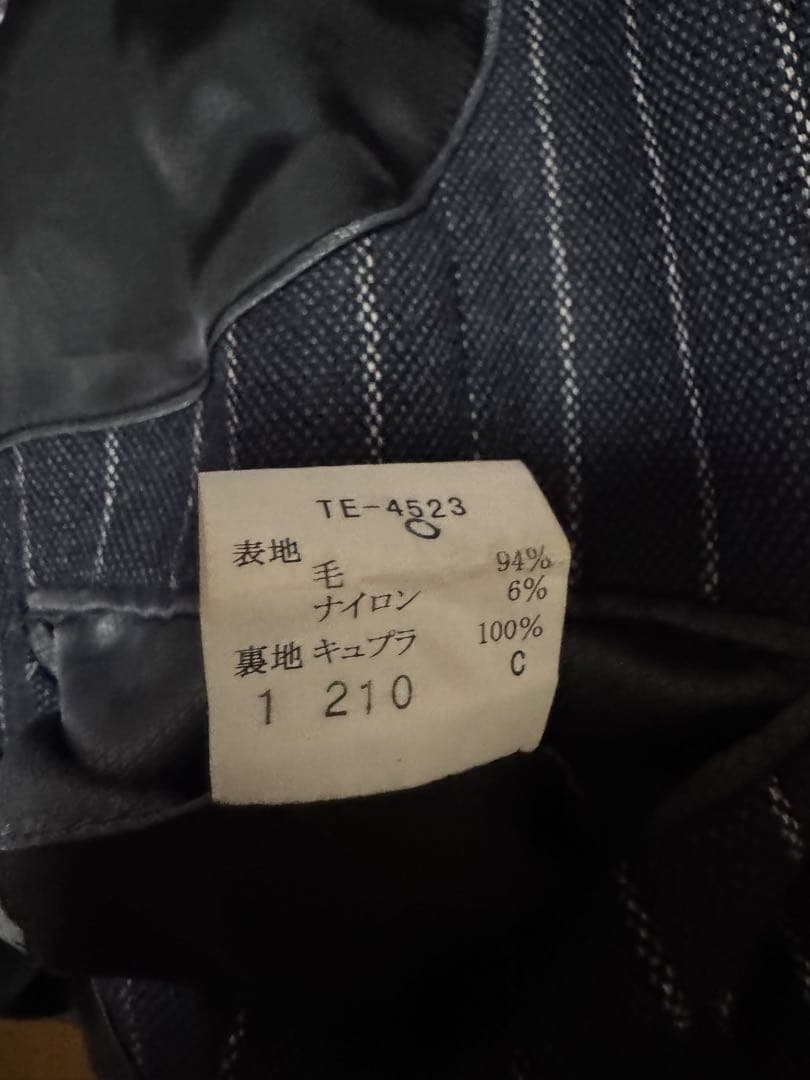 TE-4523
表地
毛 94%
ナイロン 6%
裏地 キュプラ 100%
C
1 210